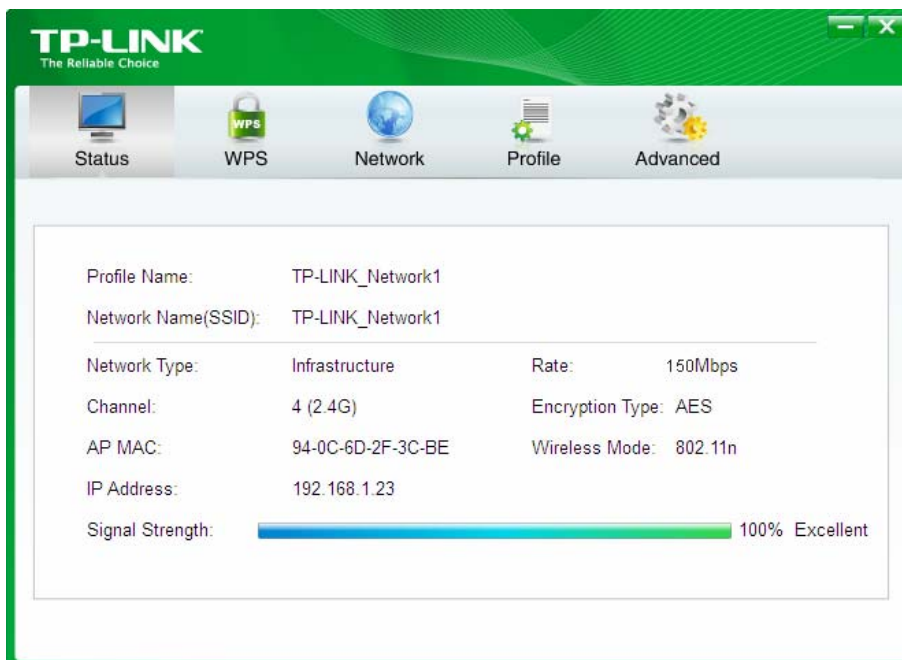 TP-LINK
The Reliable Choice
WPS
Status
WPS
Network
Profile
Advanced
Profile Name: TP-LINK_Network1
Network Name(SSID): TP-LINK_Network1
Network Type: Infrastructure Rate: 150Mbps
Channel: 4 (2.4G) Encryption Type: AES
AP MAC: 94-0C-6D-2F-3C-BE Wireless Mode: 802.11n
IP Address: 192.168.1.23
Signal Strength: 100% Excellent